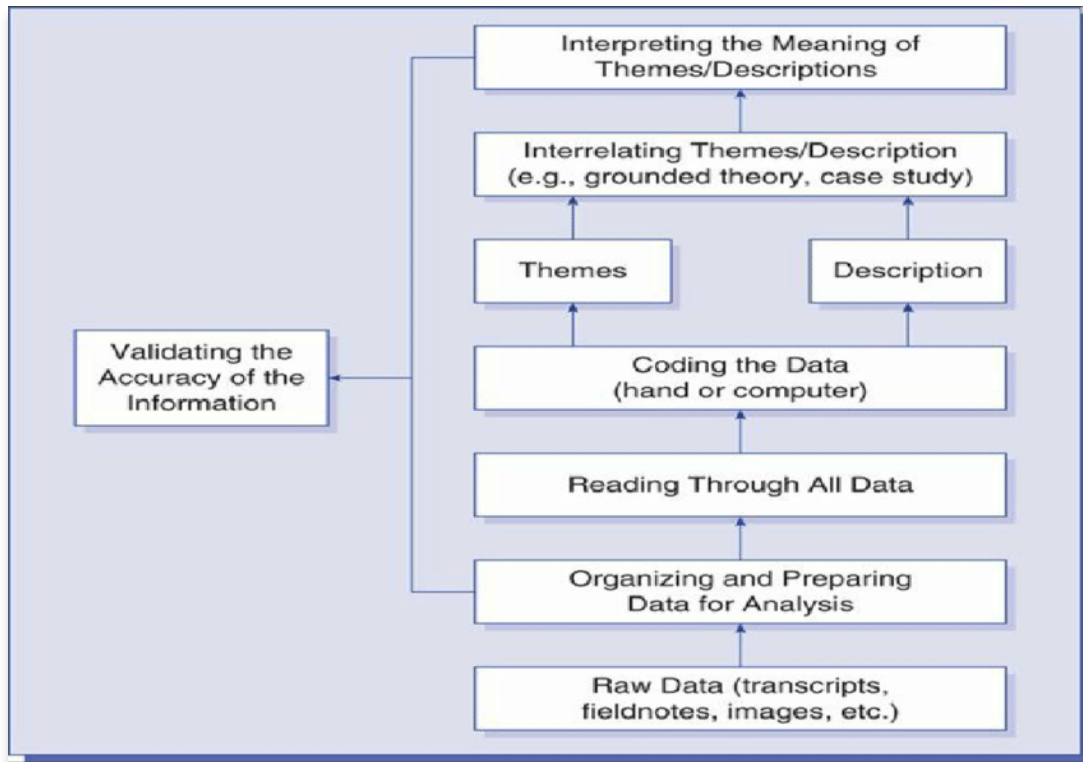 Interpreting the Meaning of
Themes/Descriptions
Interrelating Themes/Description
(e.g., grounded theory, case study)
Themes
Description
Validating the
Accuracy of the
Information
Coding the Data
(hand or computer)
Reading Through All Data
Organizing and Preparing
Data for Analysis
Raw Data (transcripts,
fieldnotes, images, etc.)